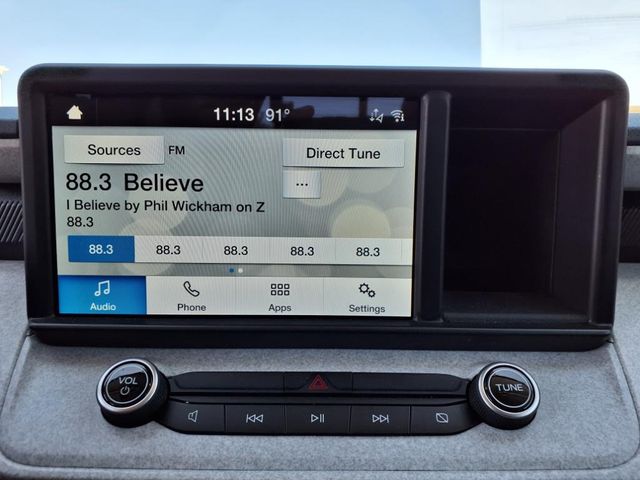 11:13 91°
Sources FM Direct Tune
88.3 Believe ...
I Believe by Phil Wickham on Z
88.3
88.3 88.3 88.3 88.3 88.3
Audio Phone Apps Settings
VOL TUNE